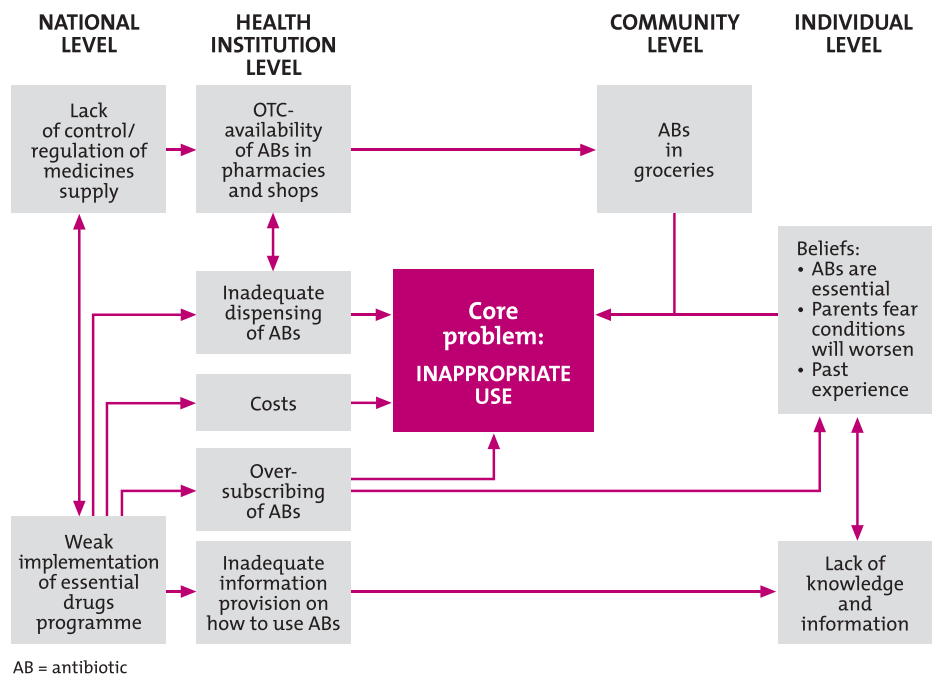 NATIONAL
LEVEL
HEALTH
INSTITUTION
LEVEL
COMMUNITY
LEVEL
INDIVIDUAL
LEVEL
Lack
of control/
regulation of
medicines
supply
OTC-
availability
of ABs in
pharmacies
and shops
ABs
in
groceries
Beliefs:
• ABs are
essential
• Parents fear
conditions
will worsen
• Past
experience
Inadequate
dispensing
of ABs
Core
problem:
INAPPROPRIATE
USE
Costs
Over-
subscribing
of ABs
Weak
implementation
of essential
drugs
programme
Inadequate
information
provision on
how to use ABs
Lack of
knowledge
and
information
AB = antibiotic